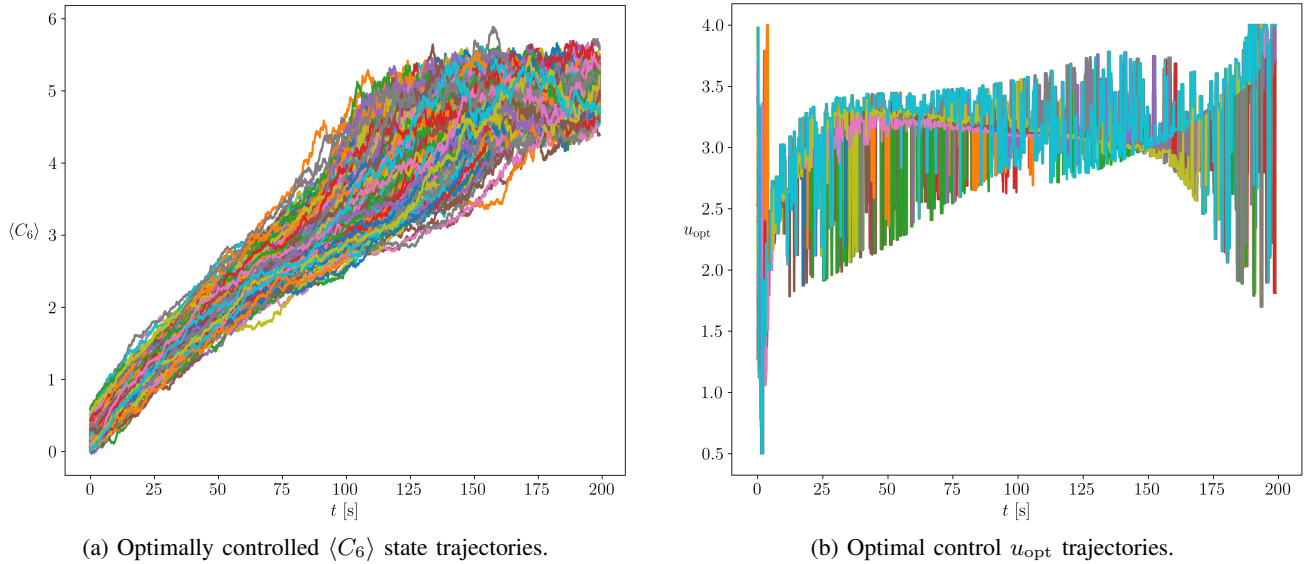 6
5
4
3
2
1
0
⟨C₆⟩
0 25 50 75 100 125 150 175 200
t [s]
(a) Optimally controlled ⟨C₆⟩ state trajectories.
4.0
3.5
3.0
2.5
2.0
1.5
1.0
0.5
u_opt
0 25 50 75 100 125 150 175 200
t [s]
(b) Optimal control u_opt trajectories.